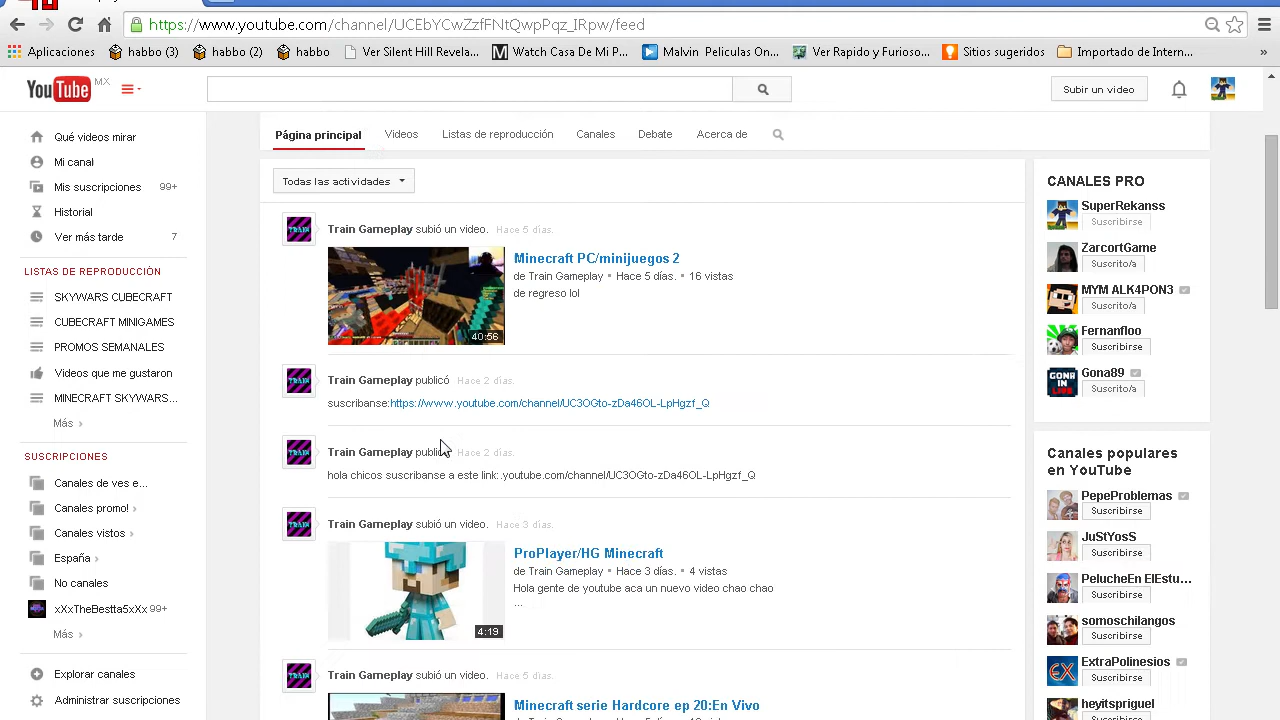 https://www.youtube.com/channel/UCEbYCwZzfFNtQwpPqz_IRpw/feed
Aplicaciones habbo (3) habbo (2) habbo Ver Silent Hill Revela... Watch Casa De Mi P... Malvin Peliculas On... Ver Rapido y Furioso... Sitios sugeridos Importado de Intern... »
YouTube MX Subir un video
Página principal Videos Listas de reproducción Canales Debate Acerca de
Qué videos mirar
Mi canal
Mis suscripciones 99+
Historial
Ver más tarde 7
LISTAS DE REPRODUCCIÓN
SKYWARS CUBECRAFT
CUBECRAFT MINIGAMES
PROMOS SEMANALES
Videos que me gustaron
MINECRAFT SKYWARS...
Más ›
SUSCRIPCIONES
Canales de vis e...
Canales promo! ›
Canales vistos ›
España ›
No canales
xXxTheBestta5xXx 99+
Más ›
Explorar canales
Administrar suscripciones
Todas las actividades
Train Gameplay subió un video. Hace 5 días.
Minecraft PC/minijuegos 2
de Train Gameplay • Hace 5 días. • 16 vistas
de regreso lol
40:56
Train Gameplay publicó Hace 2 días.
suscribanse:https://www.youtube.com/channel/UC3OGto-zDa46OL-LpHgzf_Q
Train Gameplay publicó Hace 2 días.
hola chicos suscribanse a este link: youtube.com/channel/UC3OGto-zDa46OL-LpHgzf_Q
Train Gameplay subió un video. Hace 3 días.
ProPlayer/HG Minecraft
de Train Gameplay • Hace 3 días. • 4 vistas
Hola gente de youtube aca un nuevo video chao chao
...
4:19
Train Gameplay subió un video. Hace 5 días.
Minecraft serie Hardcore ep 20:En Vivo
CANALES PRO
SuperRekanss
Suscribirse
ZarcortGame
Suscrito/a
MYM ALK4PON3
Suscrito/a
Fernanfloo
Suscribirse
Gona89
Suscrito/a
Canales populares
en YouTube
PepeProblemas
Suscribirse
JuStYosS
Suscribirse
PelucheEn ElEstu...
Suscribirse
somoschilangos
Suscribirse
ExtraPolinesios
Suscribirse
heyitspriguel